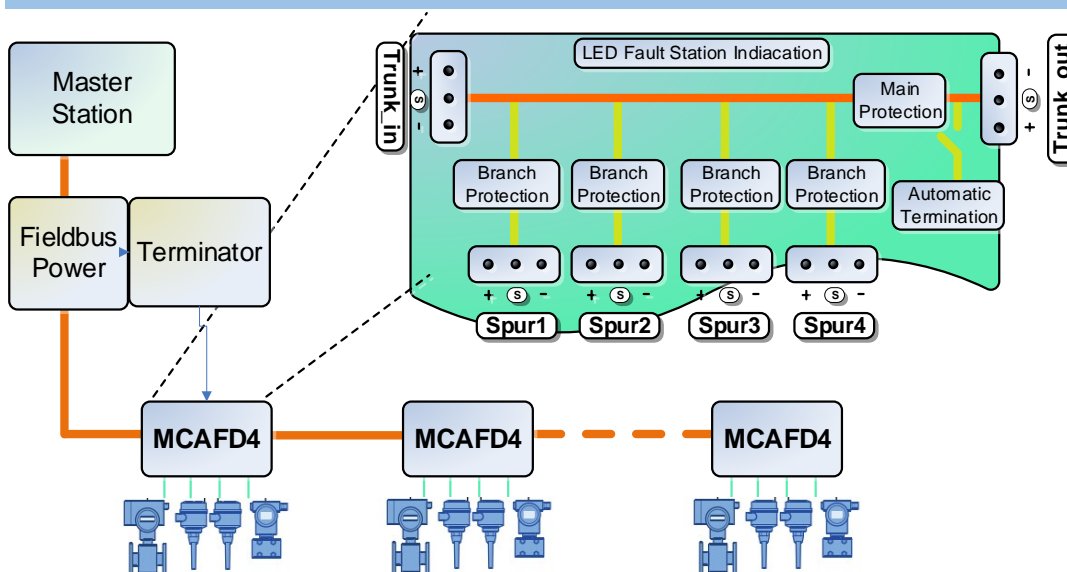 Master
Station
Fieldbus
Power
Terminator
LED Fault Station Indiacation
Trunk_in
+
S
-
Main
Protection
-
S
+
Trunk_out
Branch
Protection
Branch
Protection
Branch
Protection
Branch
Protection
Automatic
Termination
+ S -
+ S -
+ S -
+ S -
Spur1
Spur2
Spur3
Spur4
MCAFD4
MCAFD4
MCAFD4